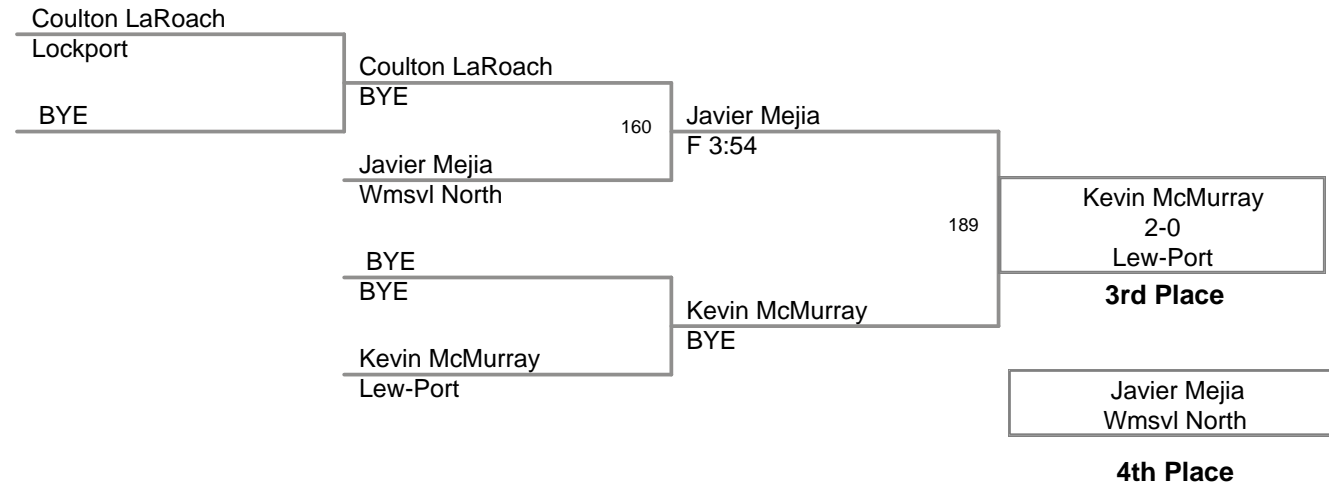 Coulton LaRoach
Lockport
BYE
Coulton LaRoach
BYE
160
Javier Mejia
Wmsvl North
Javier Mejia
F 3:54
BYE
BYE
189
Kevin McMurray
Lew-Port
Kevin McMurray
BYE
Kevin McMurray
2-0
Lew-Port
3rd Place
Javier Mejia
Wmsvl North
4th Place